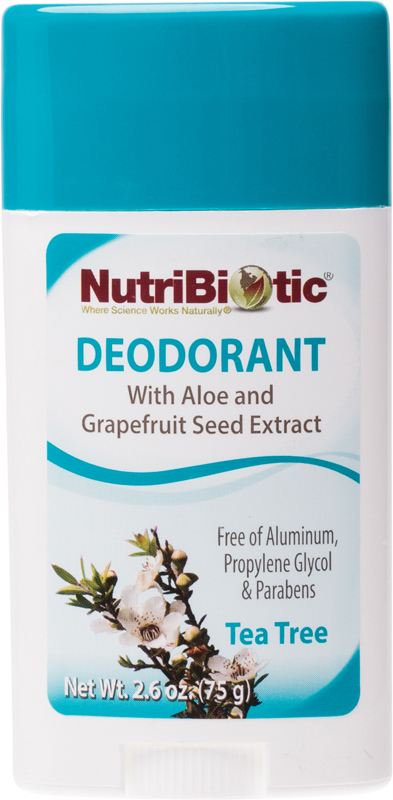 NutriBiotic®
Where Science Works Naturally®
DEODORANT
With Aloe and
Grapefruit Seed Extract
Free of Aluminum,
Propylene Glycol
& Parabens
Tea Tree
Net Wt. 2.6 oz. (75 g)